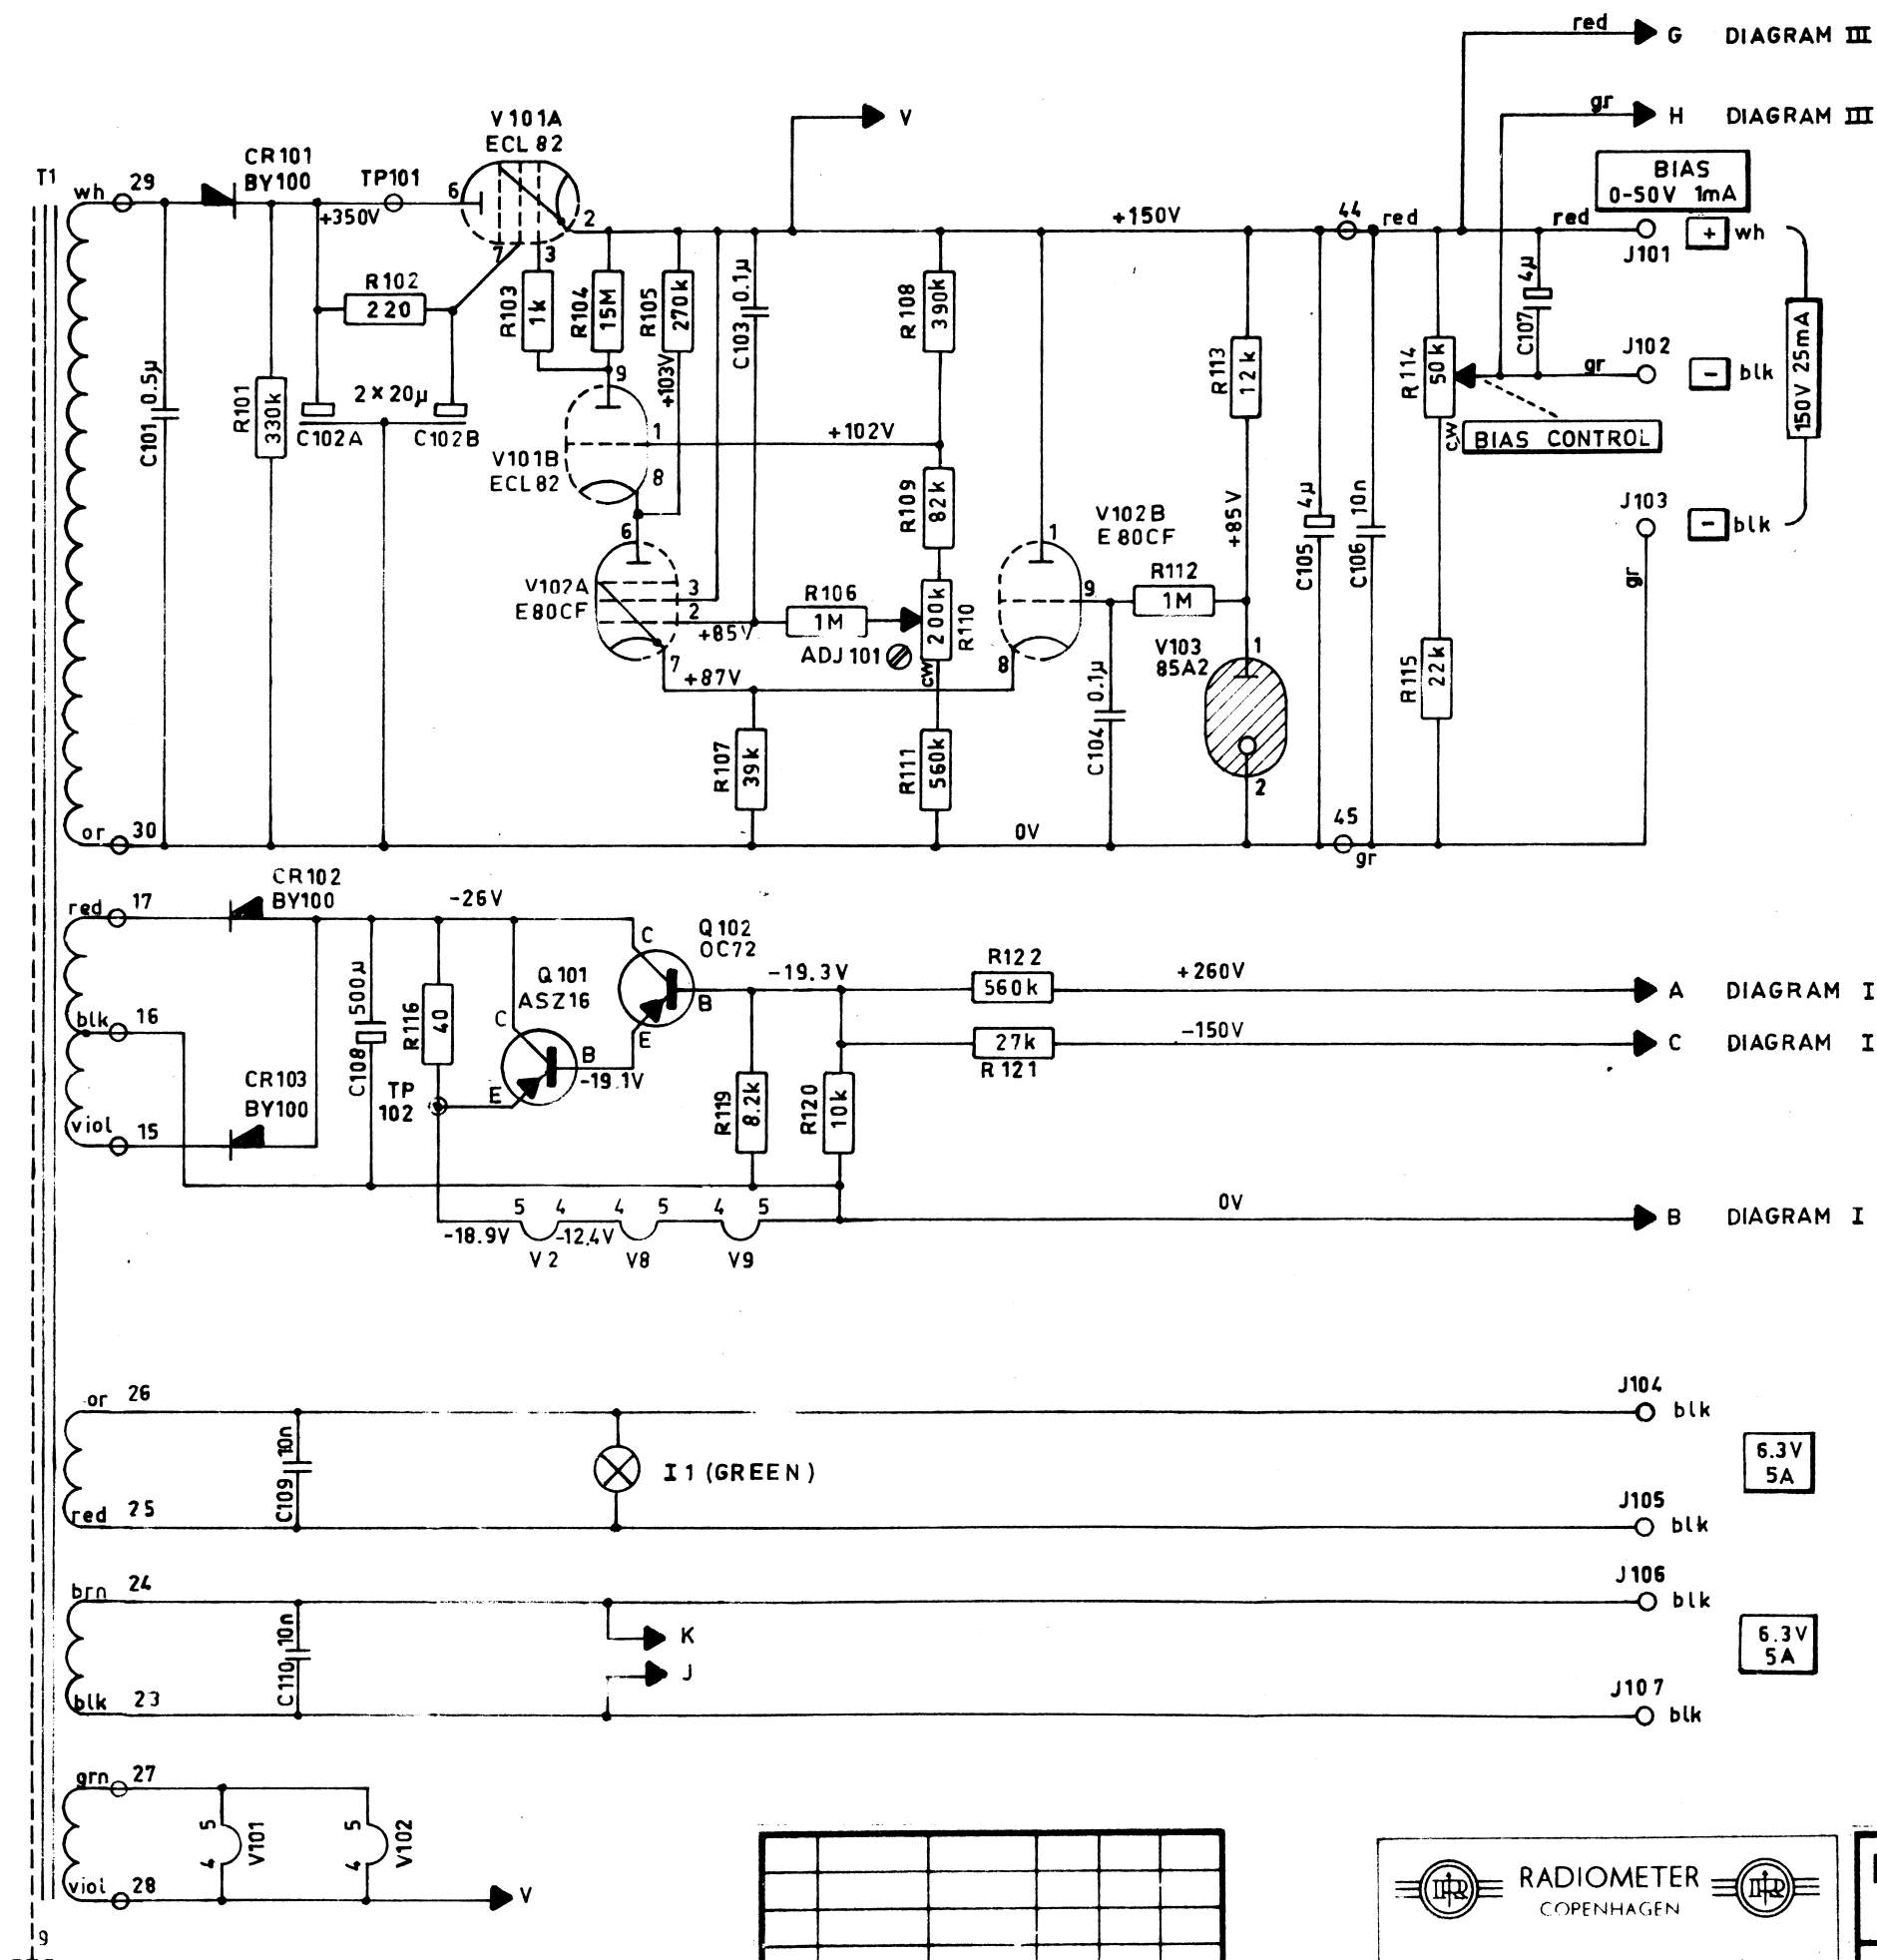 red G DIAGRAM III
gr H DIAGRAM III
V
V101A
ECL 82
CR101
BY100
TP101
T1
wh 29
+350V
6
7
3
2
+150V
44
red
red
BIAS
0-50V 1mA
J101
+ wh
R102
220
R103 1k
R104 15M
R105 270k
+103V
C103 0.1µ
R108 390k
R113 12k
R114 50k
C107 4µ
gr
J102
- blk
150V 25mA
cw
BIAS CONTROL
C101 0.5µ
R101 330k
2 × 20µ
C102A
C102B
9
1
8
+102V
V101B
ECL82
R109 82k
+85V
C105 4µ
C106 10n
J103
- blk
gr
6
V102A
E80CF
3
2
7
+85V
R106
1M
ADJ 101
200k R110
cw
1
V102B
E80CF
9
8
R112
1M
V103
85A2
1
2
+87V
R107 39k
R111 560k
C104 0.1µ
R115 22k
or 30
0V
45
gr
red 17
CR102
BY100
-26V
Q102
OC72
C
B
E
-19.3V
R122
560k
+260V
A DIAGRAM I
Q101
ASZ16
C
B
E
-19.1V
27k
R121
-150V
C DIAGRAM I
blk 16
C108 500µ
R116 40
TP
102
R119 8.2k
R120 10k
CR103
BY100
viol 15
5 4 4 5 4 5
-18.9V -12.4V
V2 V8 V9
0V
B DIAGRAM I
or 26
C109 10n
I1 (GREEN)
J104
blk
6.3V
5A
red 25
J105
blk
brn 24
C110 10n
K
J
J106
blk
6.3V
5A
blk 23
J107
blk
grn 27
5
4
V101
5
4
V102
viol 28
V
RADIOMETER
COPENHAGEN
9